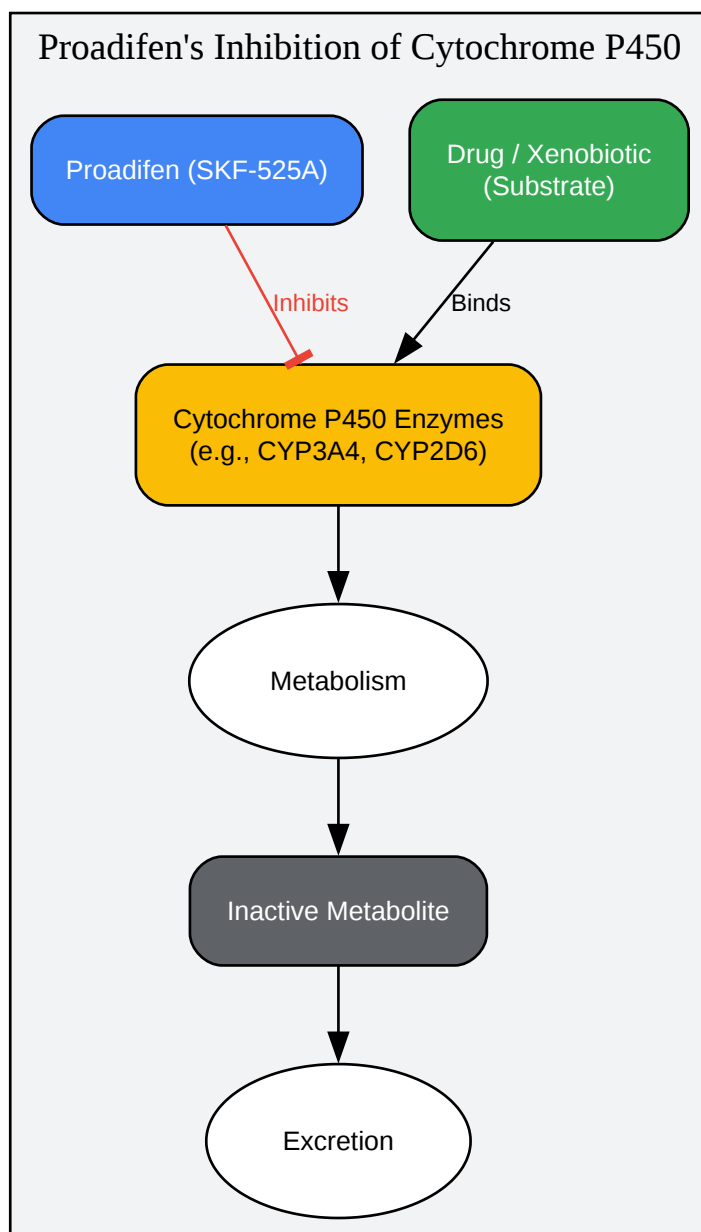 Proadifen's Inhibition of Cytochrome P450
Proadifen (SKF-525A)
Drug / Xenobiotic
(Substrate)
Inhibits
Binds
Cytochrome P450 Enzymes
(e.g., CYP3A4, CYP2D6)
Metabolism
Inactive Metabolite
Excretion